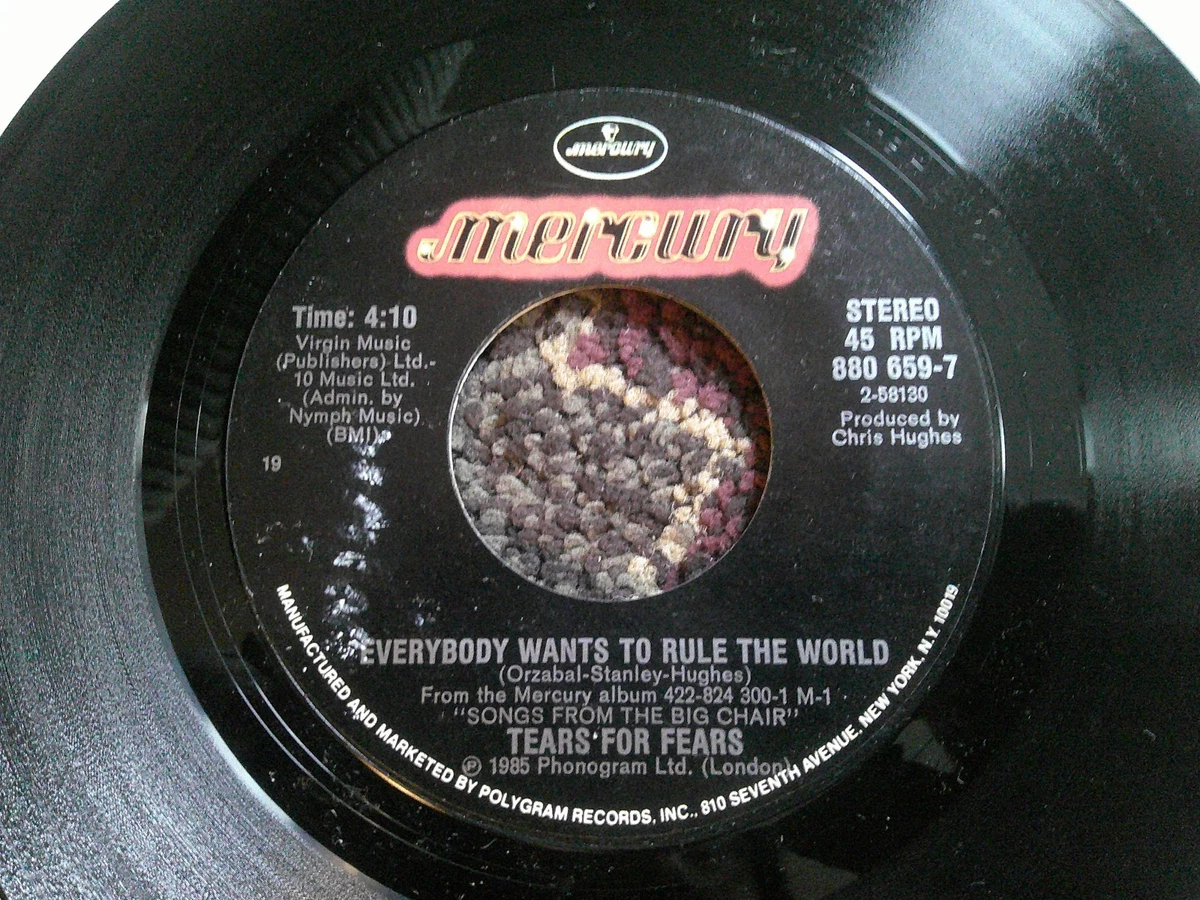 mercury
mercury
Time: 4:10
Virgin Music
(Publishers) Ltd.-
10 Music Ltd.
(Admin. by
Nymph Music)
(BMI)
19
STEREO
45 RPM
880 659-7
2-58130
Produced by
Chris Hughes
EVERYBODY WANTS TO RULE THE WORLD
(Orzabal-Stanley-Hughes)
From the Mercury album 422-824 300-1 M-1
"SONGS FROM THE BIG CHAIR"
TEARS FOR FEARS
℗ 1985 Phonogram Ltd. (London)
MANUFACTURED AND MARKETED BY POLYGRAM RECORDS, INC., 810 SEVENTH AVENUE, NEW YORK, N.Y. 10019